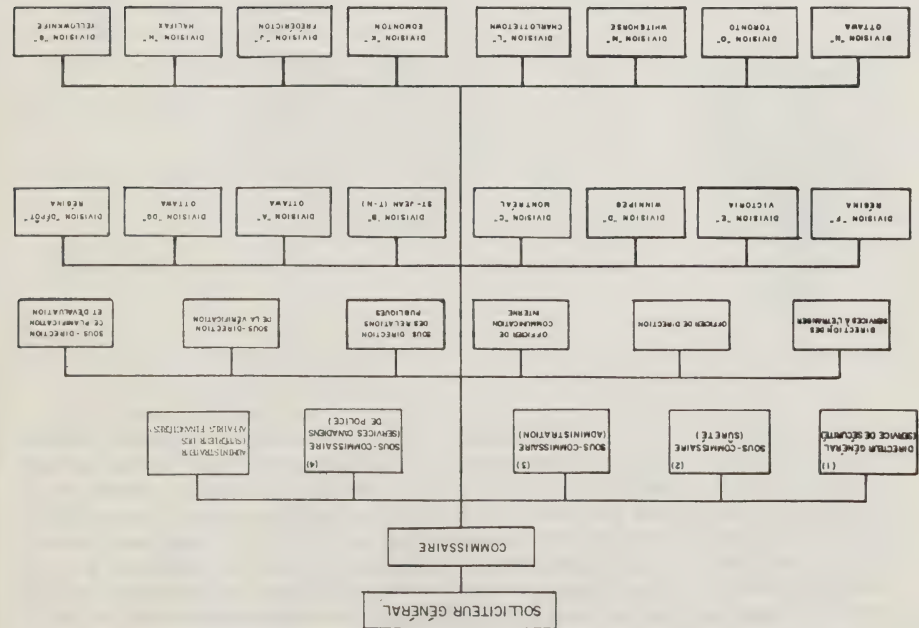 SOLLICITEUR GÉNÉRAL
COMMISSAIRE
(1)
DIRECTEUR GÉNÉRAL
(SERVICE DE SÉCURITÉ)
(2)
SOUS-COMMISSAIRE
(SÛRETÉ)
(3)
SOUS-COMMISSAIRE
(ADMINISTRATION)
(4)
SOUS-COMMISSAIRE
(SERVICES CANADIENS
DE POLICE)
ADMINISTRATEUR
DES
DIRECTION DES
SERVICES À L'ÉTRANGER
OFFICIER DE DIRECTION
OFFICIER DE
COMMUNICATION
INTERNE
SOUS DIRECTION
DES RELATIONS
PUBLIQUES
SOUS-DIRECTION
DE LA VÉRIFICATION
SOUS-DIRECTION
DE PLANIFICATION
ET D'ÉVALUATION
DIVISION "F"
RÉGINA
DIVISION "E"
VICTORIA
DIVISION "D"
WINNIPEG
DIVISION "C"
MONTRÉAL
DIVISION "B"
ST-JEAN (T-N)
DIVISION "A"
OTTAWA
DIVISION "DG"
OTTAWA
DIVISION "DÉPÔT"
RÉGINA
DIVISION "N"
OTTAWA
DIVISION "O"
TORONTO
DIVISION "M"
WHITEHORSE
DIVISION "L"
CHARLOTTETOWN
DIVISION "K"
EDMONTON
DIVISION "J"
FRÉDÉRICTON
DIVISION "H"
HALIFAX
DIVISION "G"
YELLOWKNIFE